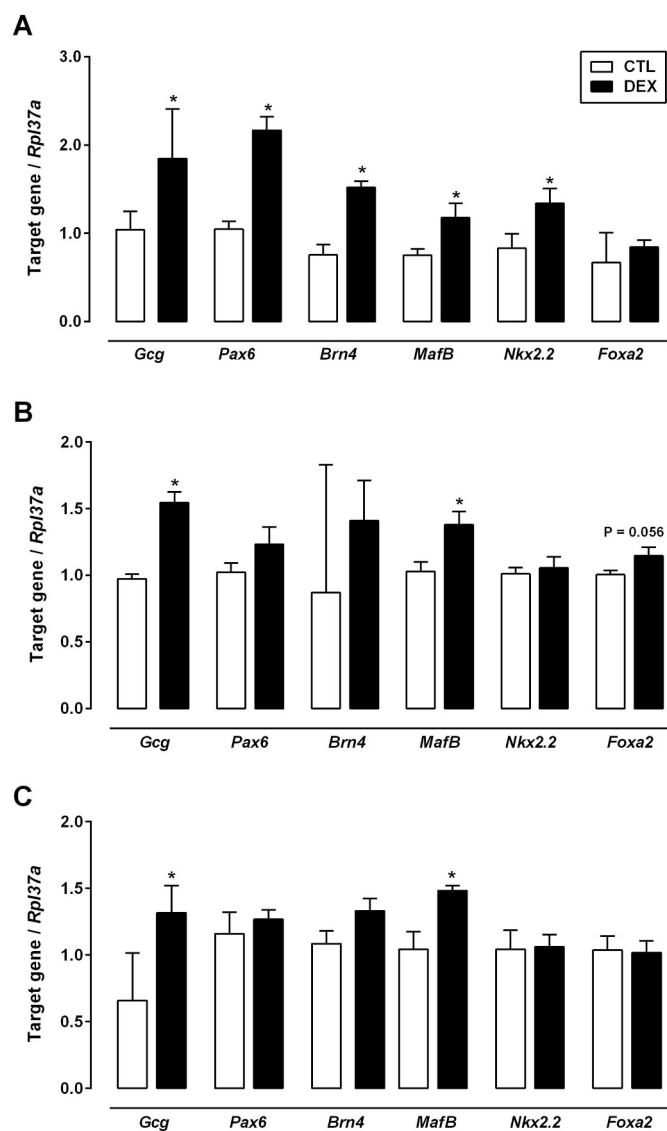 A
CTL
DEX
Target gene / Rpl37a
3.0
2.0
1.0
0.0
* * * * *
Gcg Pax6 Brn4 MafB Nkx2.2 Foxa2
B
Target gene / Rpl37a
2.0
1.5
1.0
0.5
0.0
* * P = 0.056
Gcg Pax6 Brn4 MafB Nkx2.2 Foxa2
C
Target gene / Rpl37a
2.0
1.5
1.0
0.5
0.0
* *
Gcg Pax6 Brn4 MafB Nkx2.2 Foxa2